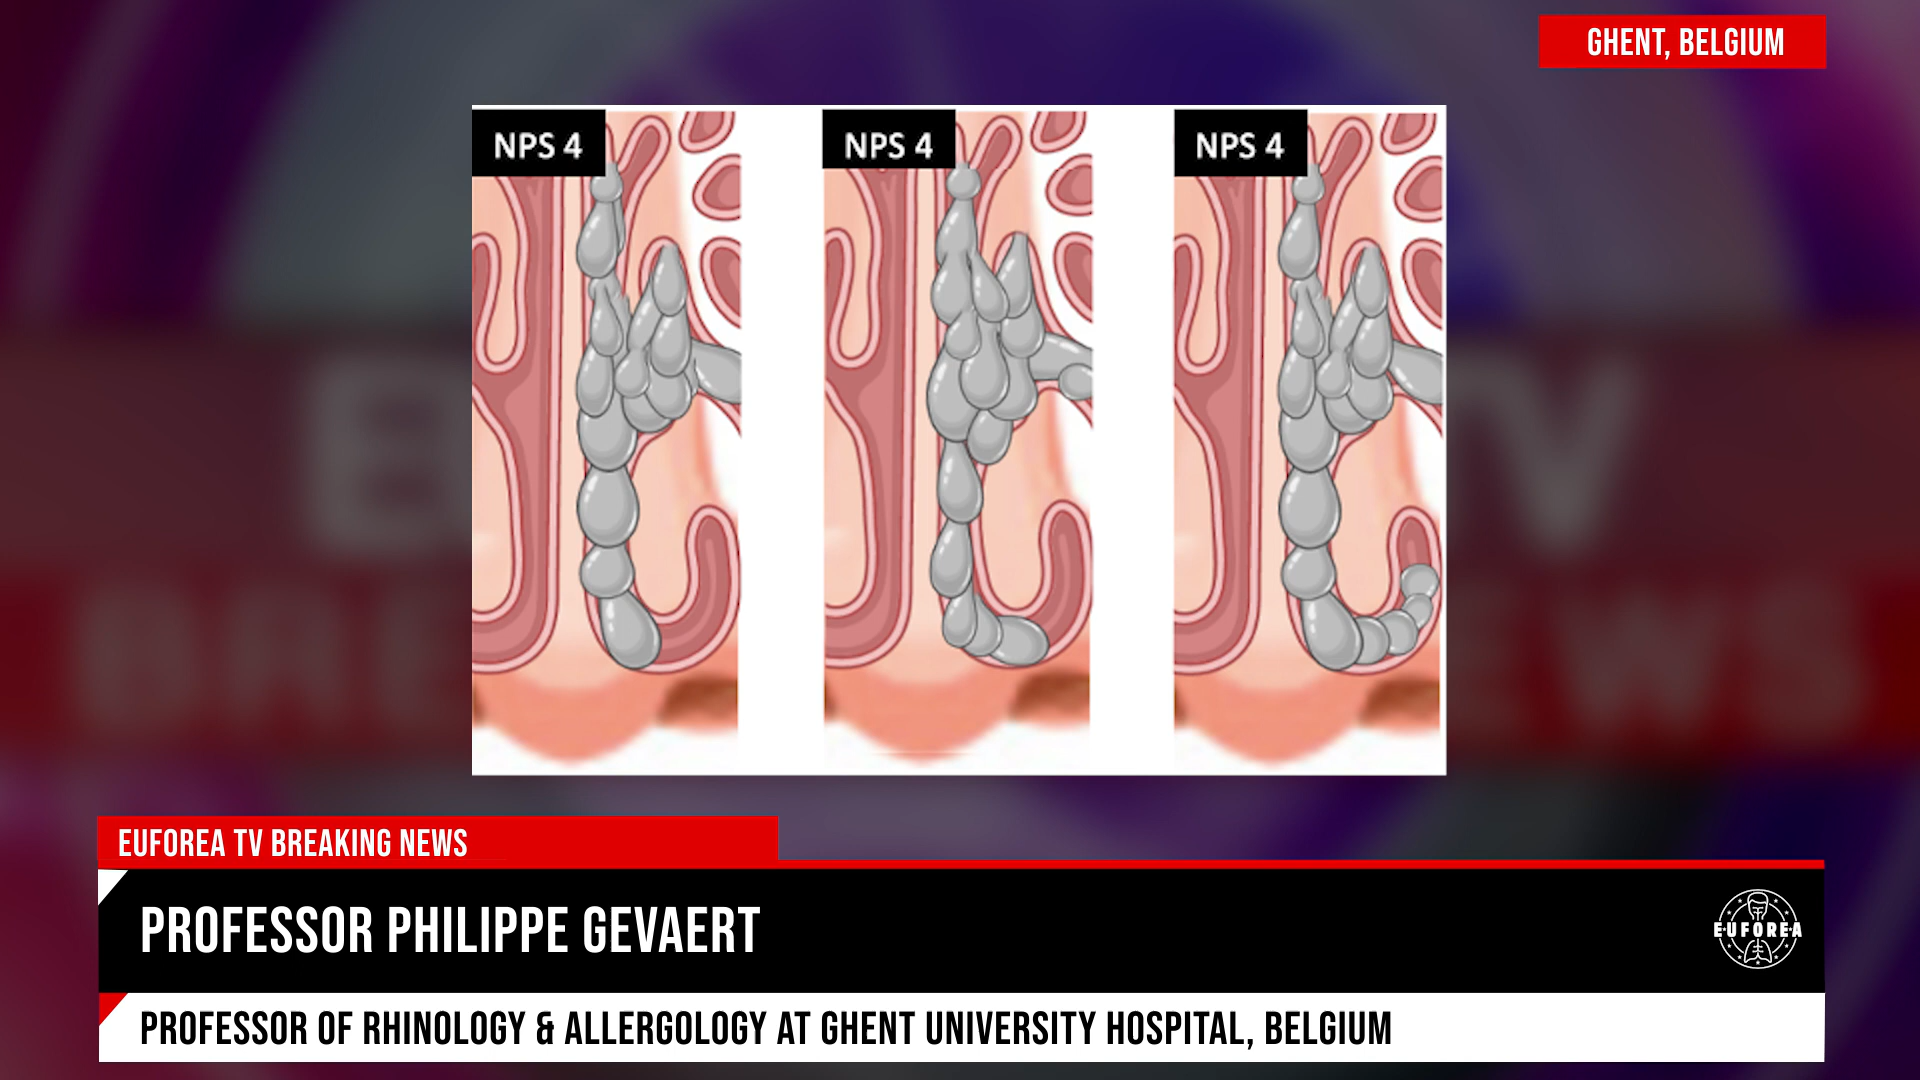 GHENT, BELGIUM
NPS 4
NPS 4
NPS 4
EUFOREA TV BREAKING NEWS
PROFESSOR PHILIPPE GEVAERT
EUFOREA
PROFESSOR OF RHINOLOGY & ALLERGOLOGY AT GHENT UNIVERSITY HOSPITAL, BELGIUM